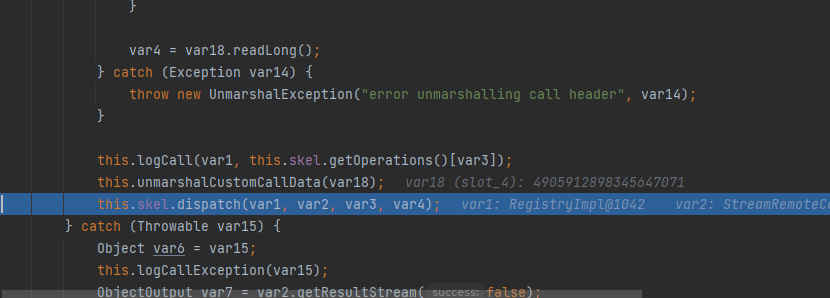 }
var4 = var18.readLong();
} catch (Exception var14) {
throw new UnmarshalException("error unmarshalling call header", var14);
}
this.logCall(var1, this.skel.getOperations()[var3]);
this.unmarshalCustomCallData(var18); var18 (slot_4): 4905912898345647071
this.skel.dispatch(var1, var2, var3, var4); var1: RegistryImpl@1042 var2: StreamRemoteCa
} catch (Throwable var15) {
Object var6 = var15;
this.logCallException(var15);
ObjectOutput var7 = var2.getResultStream( success: false);